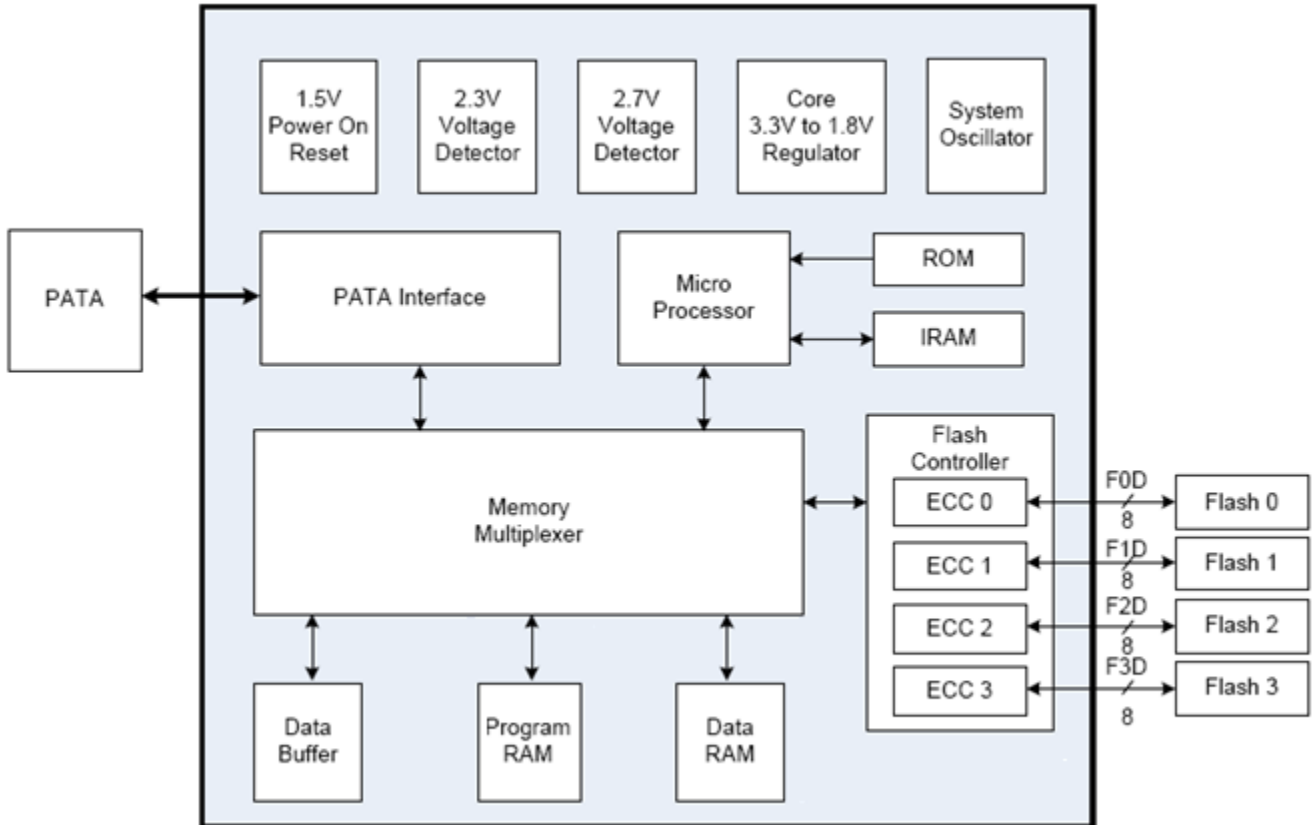 1.5V
Power On
Reset
2.3V
Voltage
Detector
2.7V
Voltage
Detector
Core
3.3V to 1.8V
Regulator
System
Oscillator
PATA
PATA Interface
Micro
Processor
ROM
IRAM
Memory
Multiplexer
Flash
Controller
ECC 0
F0D
8
Flash 0
ECC 1
F1D
8
Flash 1
ECC 2
F2D
8
Flash 2
ECC 3
F3D
8
Flash 3
Data
Buffer
Program
RAM
Data
RAM